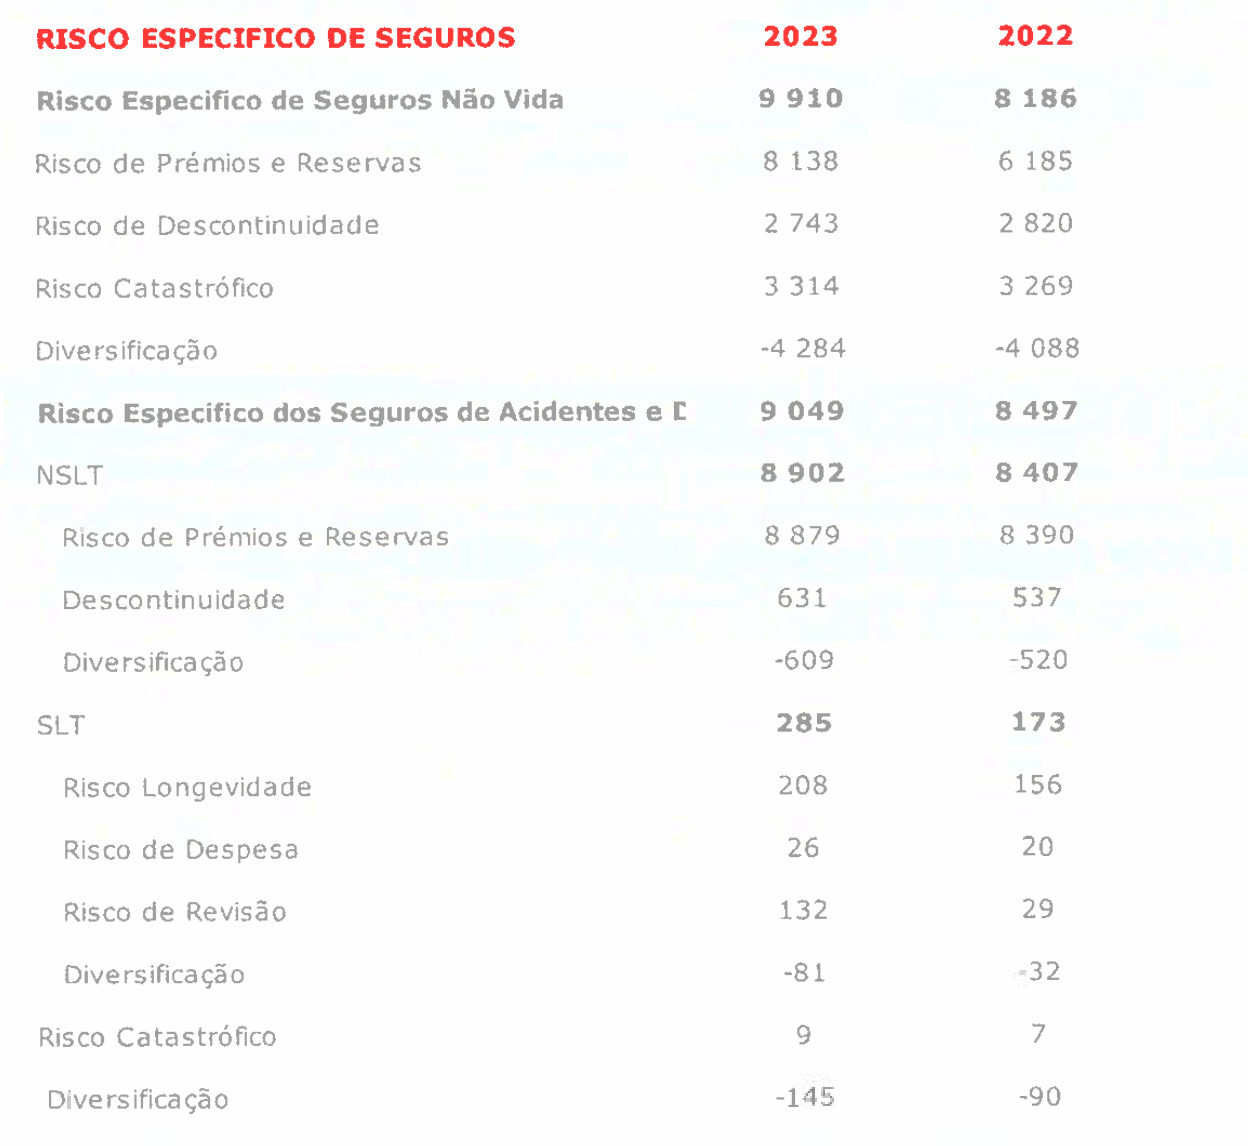 RISCO ESPECIFICO DE SEGUROS 2023 2022
Risco Especifico de Seguros Não Vida 9 910 8 186
Risco de Prémios e Reservas 8 138 6 185
Risco de Descontinuidade 2 743 2 820
Risco Catastrófico 3 314 3 269
Diversificação -4 284 -4 088
Risco Especifico dos Seguros de Acidentes e 9 049 8 497
NSLT 8 902 8 407
Risco de Prémios e Reservas 8 879 8 390
Descontinuidade 631 537
Diversificação -609 -520
SLT 285 173
Risco Longevidade 208 156
Risco de Despesa 26 20
Risco de Revisão 132 29
Diversificação -81 -32
Risco Catastrófico 9 7
Diversificação -145 -90